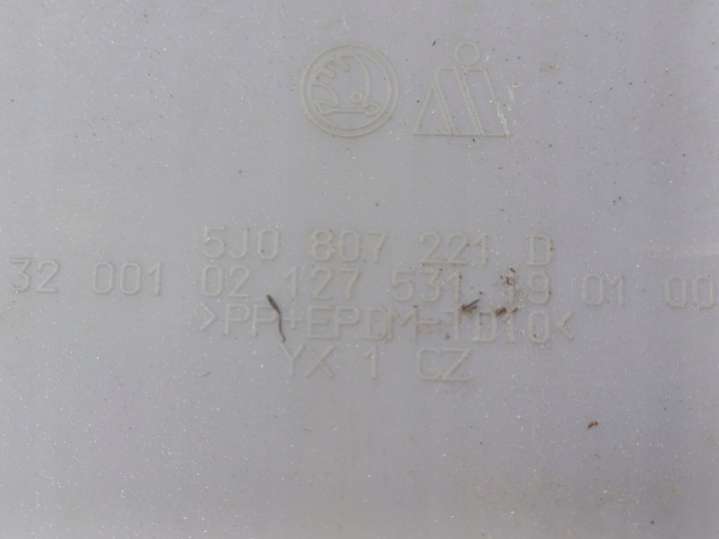 5J0 807 221 D
32 001 02 127 531 19 01 00
>PP+EPDM-TD10<
YX 1 CZ